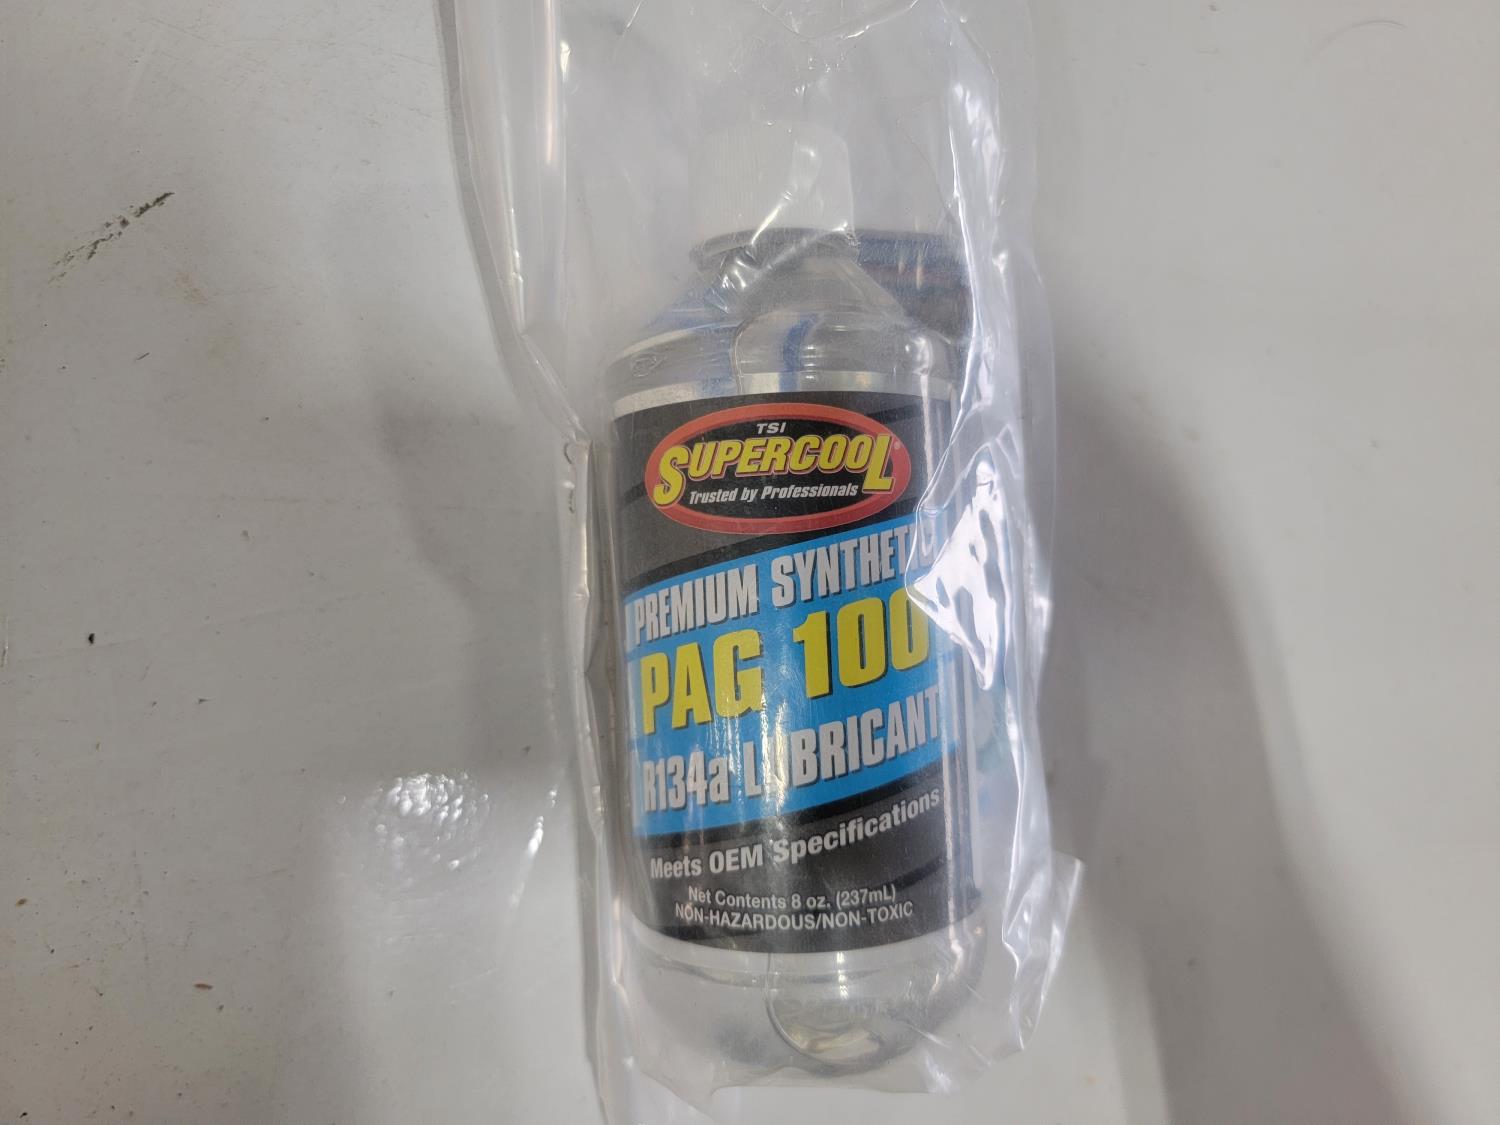 TSI
SUPERCOOL®
Trusted by Professionals
PREMIUM SYNTHETIC
PAG 100
R134a LUBRICANT
Meets OEM Specifications
Net Contents 8 oz. (237mL)
NON-HAZARDOUS/NON-TOXIC